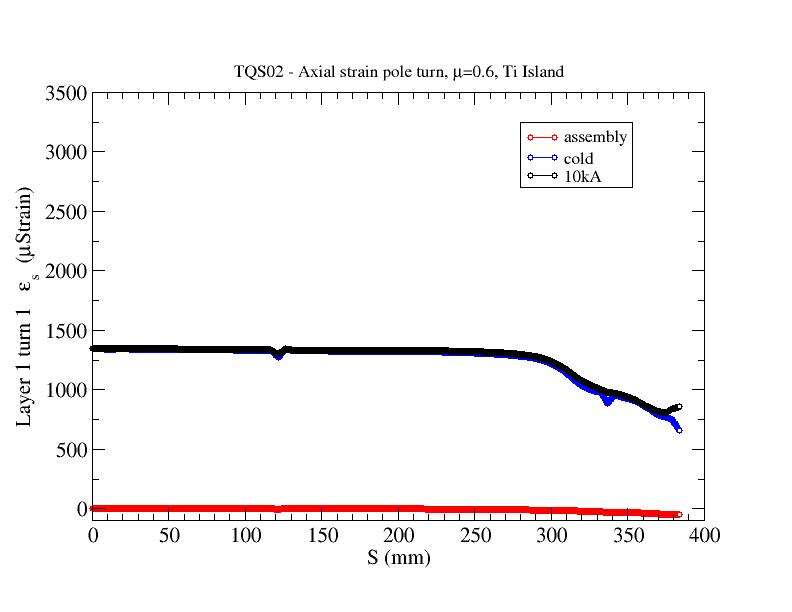 TQS02 - Axial strain pole turn, μ=0.6, Ti Island
3500
3000
2500
2000
1500
1000
500
0
Layer 1 turn 1 εs (μStrain)
assembly
cold
10kA
0 50 100 150 200 250 300 350 400
S (mm)